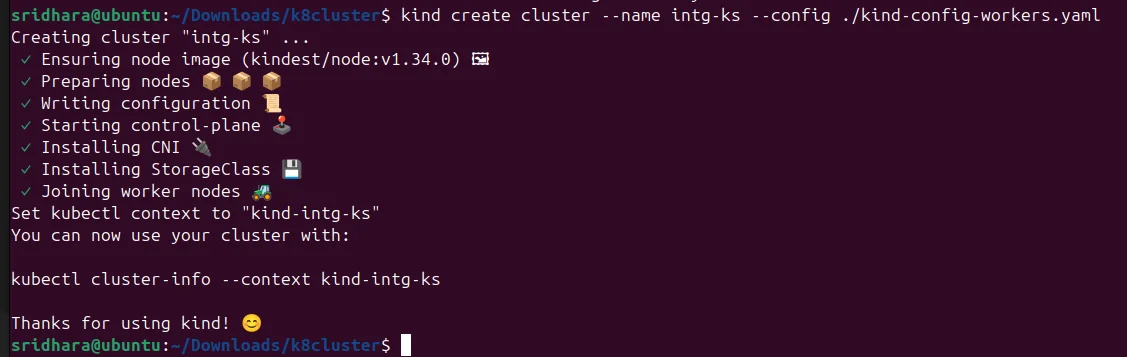 sridhara@ubuntu:~/Downloads/k8cluster$ kind create cluster --name intg-ks --config ./kind-config-workers.yaml
Creating cluster "intg-ks" ...
✓ Ensuring node image (kindest/node:v1.34.0) 🖼
✓ Preparing nodes 📦 📦 📦
✓ Writing configuration 📜
✓ Starting control-plane 🕹️
✓ Installing CNI 🔌
✓ Installing StorageClass 💾
✓ Joining worker nodes 🚜
Set kubectl context to "kind-intg-ks"
You can now use your cluster with:
kubectl cluster-info --context kind-intg-ks
Thanks for using kind! 😊
sridhara@ubuntu:~/Downloads/k8cluster$